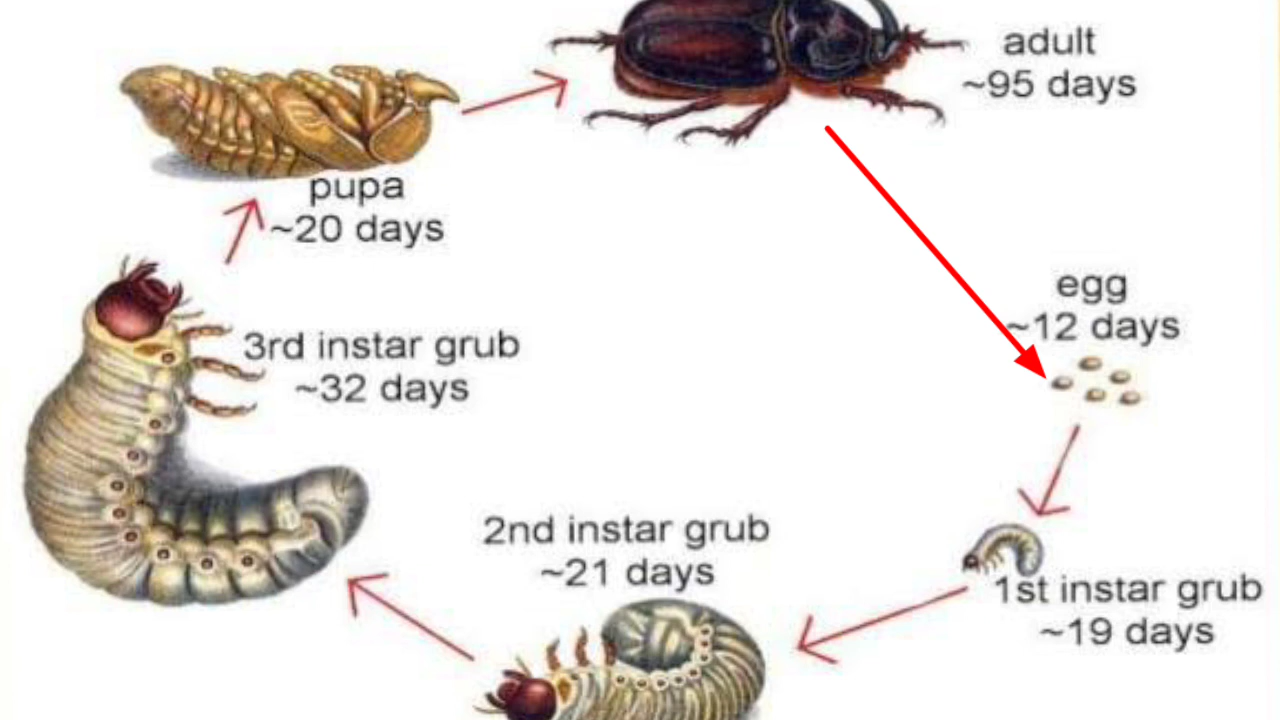 adult
~95 days
pupa
~20 days
egg
~12 days
3rd instar grub
~32 days
2nd instar grub
~21 days
1st instar grub
~19 days